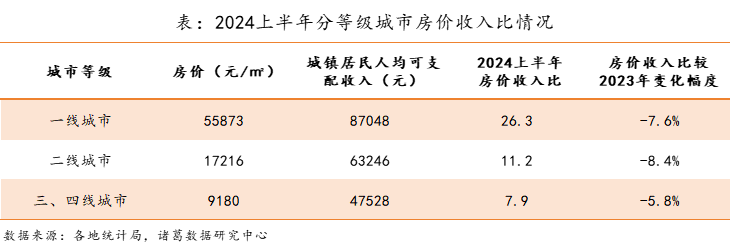 表：2024上半年分等级城市房价收入比情况
城市等级 房价（元/㎡） 城镇居民人均可支配收入（元） 2024上半年房价收入比 房价收入比较2023年变化幅度
一线城市 55873 87048 26.3 -7.6%
二线城市 17216 63246 11.2 -8.4%
三、四线城市 9180 47528 7.9 -5.8%
数据来源：各地统计局，诸葛数据研究中心